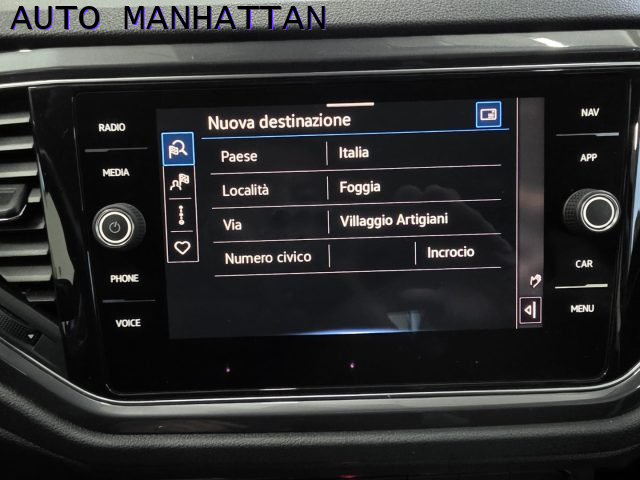 AUTO MANHATTAN
RADIO
MEDIA
PHONE
VOICE
Nuova destinazione
Paese Italia
Località Foggia
Via Villaggio Artigiani
Numero civico Incrocio
NAV
APP
CAR
MENU